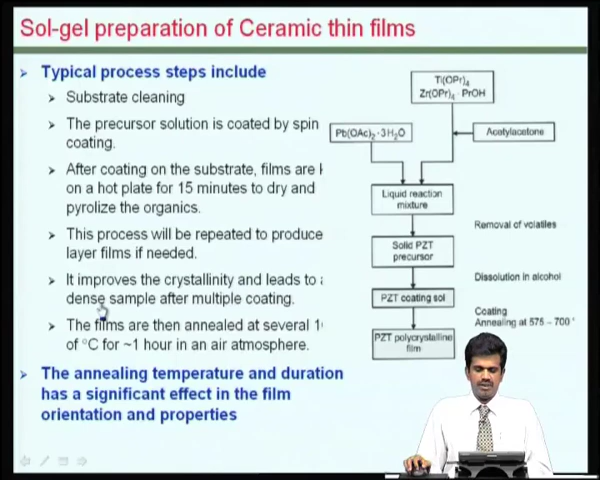 Sol-gel preparation of Ceramic thin films
Typical process steps include
Substrate cleaning
The precursor solution is coated by spin
coating.
After coating on the substrate, films are
on a hot plate for 15 minutes to dry and
pyrolize the organics.
This process will be repeated to produce
layer films if needed.
It improves the crystallinity and leads to a
dense sample after multiple coating.
The films are then annealed at several
of °C for ~1 hour in an air atmosphere.
The annealing temperature and duration
has a significant effect in the film
orientation and properties
Ti(OPr)4
Zr(OPr)4 · PrOH
Pb(OAc)2 · 3H2O
Acetylacetone
Liquid reaction
mixture
Removal of volatiles
Solid PZT
precursor
Dissolution in alcohol
PZT coating sol
Coating
Annealing at 575 – 700 °
PZT polycrystalline
film